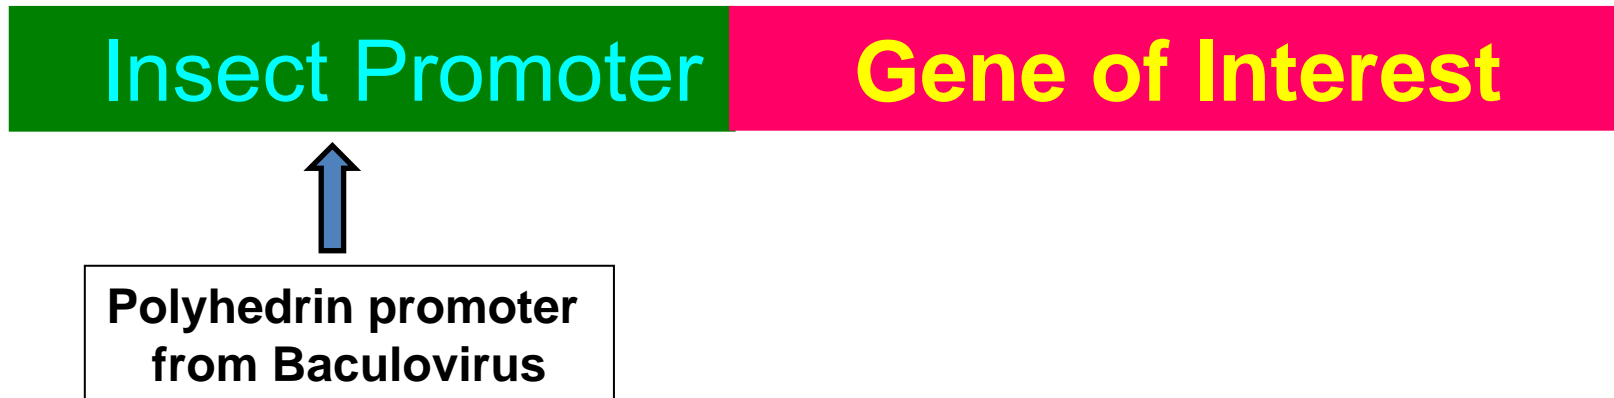 Insect Promoter Gene of Interest
Polyhedrin promoter
from Baculovirus